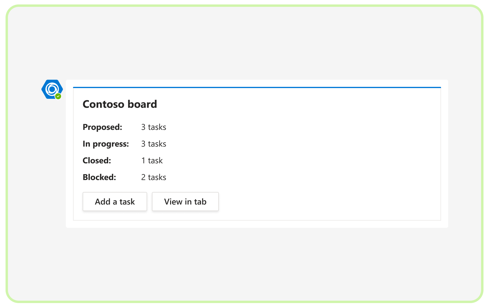 Contoso board
Proposed: 3 tasks
In progress: 3 tasks
Closed: 1 task
Blocked: 2 tasks
Add a task View in tab